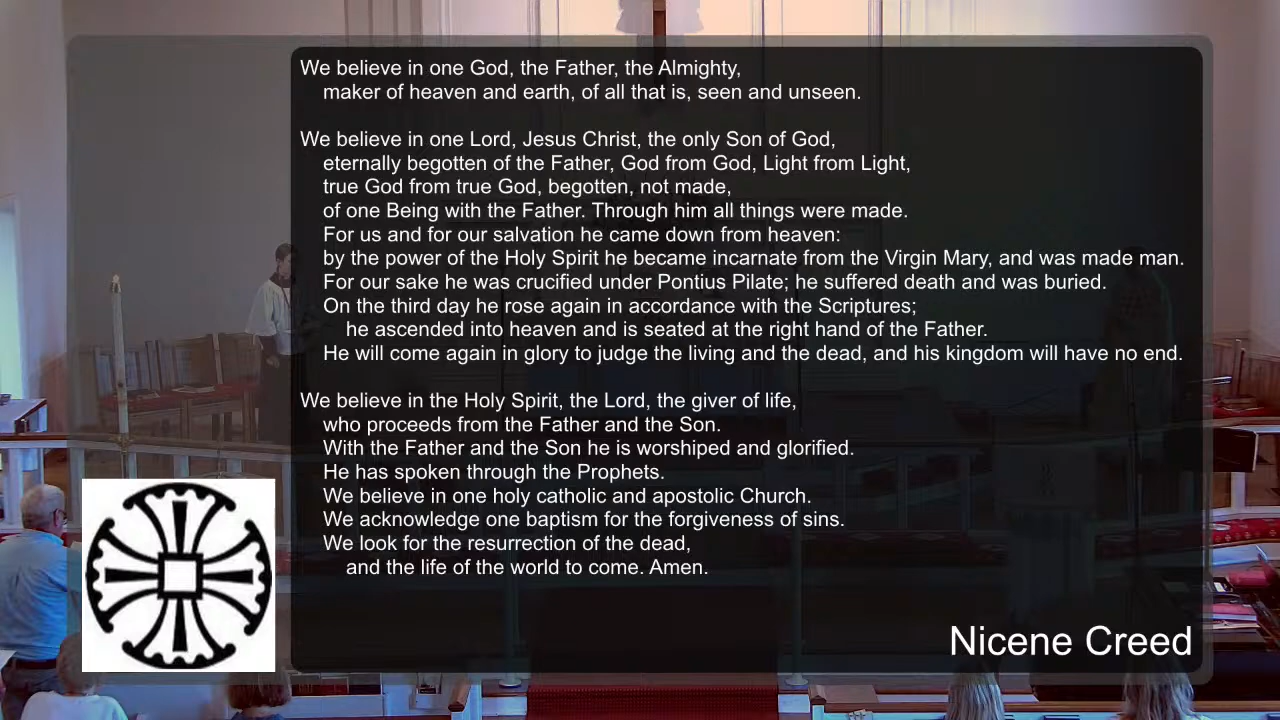 We believe in one God, the Father, the Almighty,
maker of heaven and earth, of all that is, seen and unseen.
We believe in one Lord, Jesus Christ, the only Son of God,
eternally begotten of the Father, God from God, Light from Light,
true God from true God, begotten, not made,
of one Being with the Father. Through him all things were made.
For us and for our salvation he came down from heaven:
by the power of the Holy Spirit he became incarnate from the Virgin Mary, and was made man.
For our sake he was crucified under Pontius Pilate; he suffered death and was buried.
On the third day he rose again in accordance with the Scriptures;
he ascended into heaven and is seated at the right hand of the Father.
He will come again in glory to judge the living and the dead, and his kingdom will have no end.
We believe in the Holy Spirit, the Lord, the giver of life,
who proceeds from the Father and the Son.
With the Father and the Son he is worshiped and glorified.
He has spoken through the Prophets.
We believe in one holy catholic and apostolic Church.
We acknowledge one baptism for the forgiveness of sins.
We look for the resurrection of the dead,
and the life of the world to come. Amen.
Nicene Creed